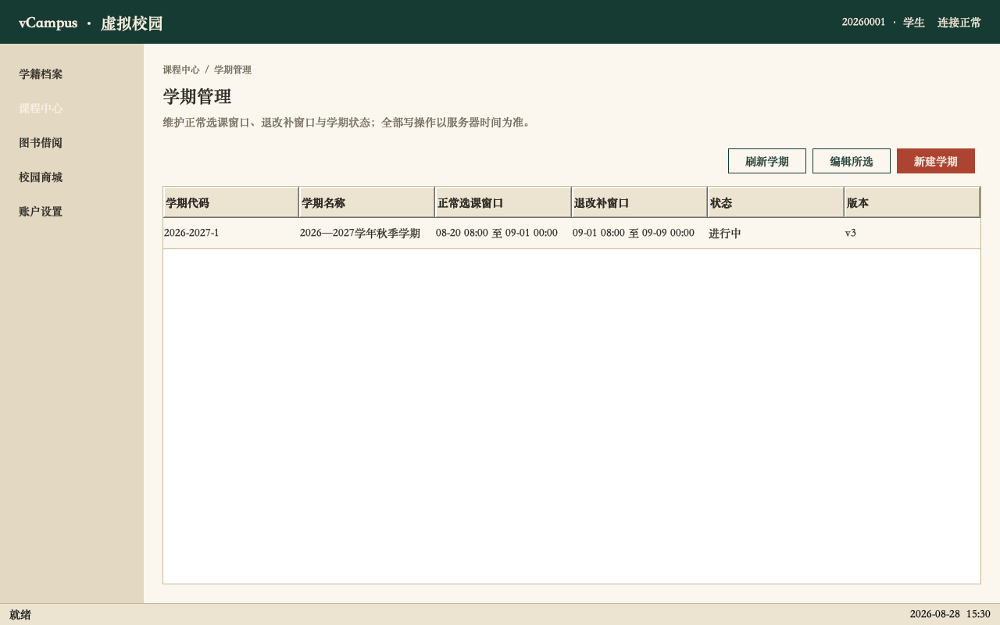 vCampus · 虚拟校园
20260001 · 学生 连接正常
学籍档案
课程中心
图书借阅
校园商城
账户设置
课程中心 / 学期管理
学期管理
维护正常选课窗口、退改补窗口与学期状态；全部写操作以服务器时间为准。
刷新学期 编辑所选 新建学期
学期代码 学期名称 正常选课窗口 退改补窗口 状态 版本
2026-2027-1 2026—2027学年秋季学期 08-20 08:00 至 09-01 00:00 09-01 08:00 至 09-09 00:00 进行中 v3
就绪
2026-08-28 15:30